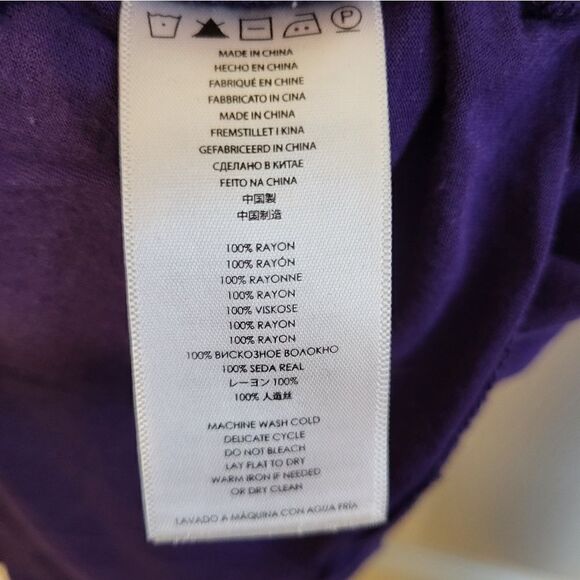 P
MADE IN CHINA
HECHO EN CHINA
FABRIQUÉ EN CHINE
FABBRICATO IN CINA
MADE IN CHINA
FREMSTILLET I KINA
GEFABRICEERD IN CHINA
СДЕЛАНО В КИТАЕ
FEITO NA CHINA
中国製
中国制造
100% RAYON
100% RAYÓN
100% RAYONNE
100% RAYON
100% VISKOSE
100% RAYON
100% RAYON
100% ВИСКОЗНОЕ ВОЛОКНО
100% SEDA REAL
レーヨン 100%
100% 人造丝
MACHINE WASH COLD
DELICATE CYCLE
DO NOT BLEACH
LAY FLAT TO DRY
WARM IRON IF NEEDED
OR DRY CLEAN
LAVADO A MÁQUINA CON AGUA FRÍA